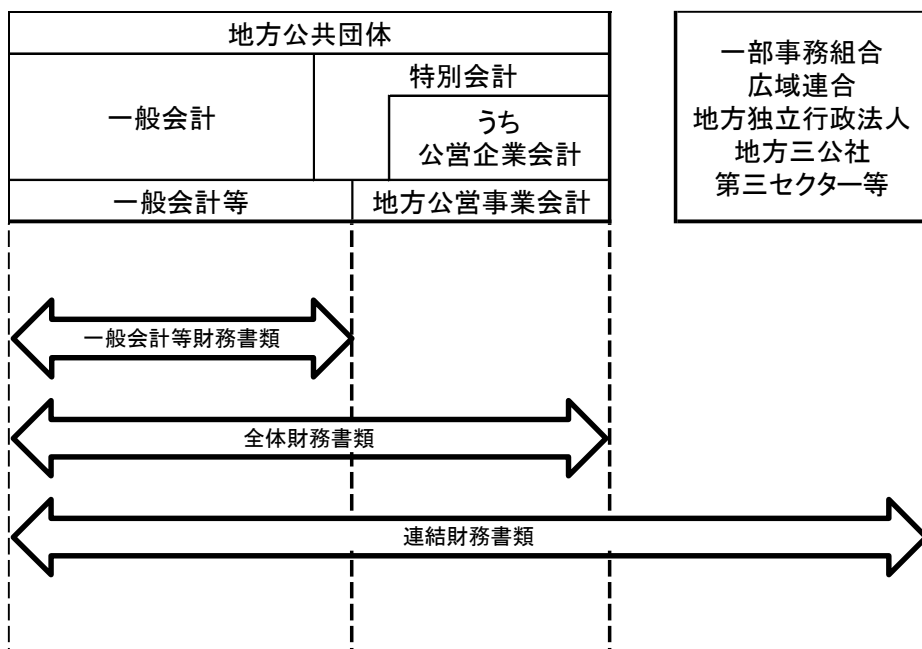 地方公共団体
一般会計
特別会計
うち
公営企業会計
一般会計等
地方公営事業会計
一部事務組合
広域連合
地方独立行政法人
地方三公社
第三セクター等
一般会計等財務書類
全体財務書類
連結財務書類